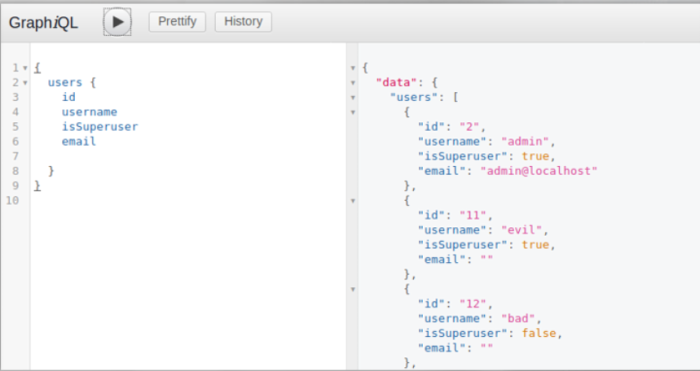 GraphiQL Prettify History
1 {
2 users {
3 id
4 username
5 isSuperuser
6 email
7
8 }
9 }
10
{
"data": {
"users": [
{
"id": "2",
"username": "admin",
"isSuperuser": true,
"email": "admin@localhost"
},
{
"id": "11",
"username": "evil",
"isSuperuser": true,
"email": ""
},
{
"id": "12",
"username": "bad",
"isSuperuser": false,
"email": ""
},